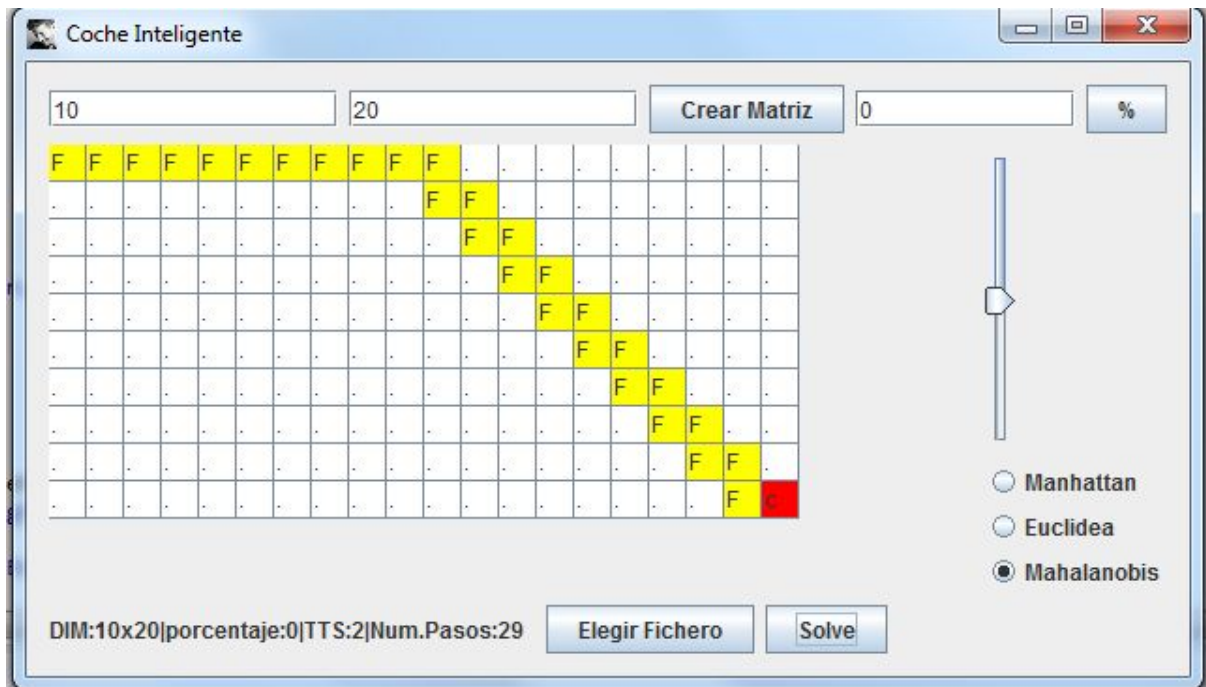 Coche Inteligente
10 20 Crear Matriz 0 %
F F F F F F F F F F F . . . . . . . . .
. . . . . . . . . . F F . . . . . . . .
. . . . . . . . . . . F F . . . . . . .
. . . . . . . . . . . . F F . . . . . .
. . . . . . . . . . . . . F F . . . . .
. . . . . . . . . . . . . . F F . . . .
. . . . . . . . . . . . . . . F F . . .
. . . . . . . . . . . . . . . . F F . .
. . . . . . . . . . . . . . . . . F F .
. . . . . . . . . . . . . . . . . . F c
Manhattan
Euclidea
Mahalanobis
DIM:10x20|porcentaje:0|TTS:2|Num.Pasos:29 Elegir Fichero Solve